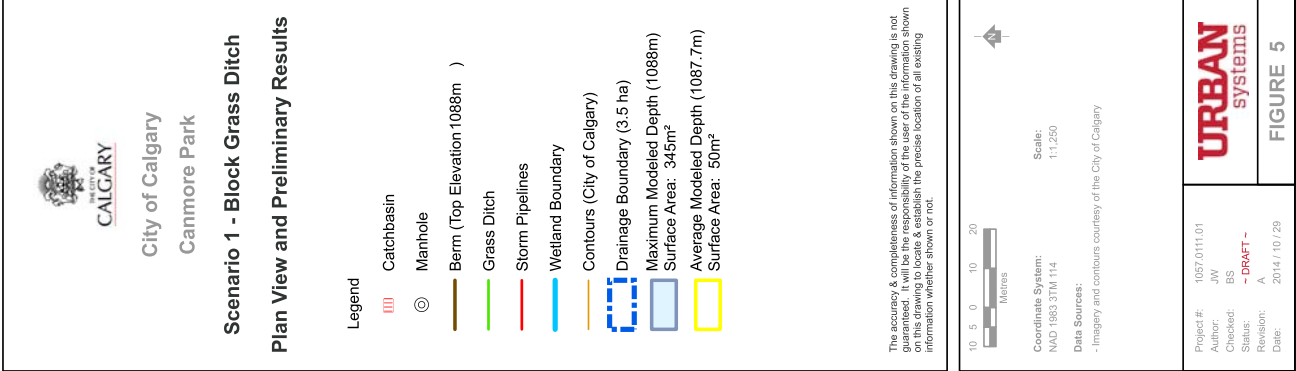 THE CITY OF
CALGARY
City of Calgary
Canmore Park
Scenario 1 - Block Grass Ditch
Plan View and Preliminary Results
Legend
Catchbasin
Manhole
Berm (Top Elevation 1088m )
Grass Ditch
Storm Pipelines
Wetland Boundary
Contours (City of Calgary)
Drainage Boundary (3.5 ha)
Maximum Modeled Depth (1088m)
Surface Area: 345m²
Average Modeled Depth (1087.7m)
Surface Area: 50m²
The accuracy & completeness of information shown on this drawing is not
guaranteed. It will be the responsibility of the user of the information shown
on this drawing to locate & establish the precise location of all existing
information whether shown or not.
N
10 5 0 10 20
Metres
Coordinate System:
NAD 1983 3TM 114
Scale:
1:1,250
Data Sources:
- Imagery and contours courtesy of the City of Calgary
Project #: 1057.0111.01
Author: JW
Checked: BS
Status: ~ DRAFT ~
Revision: A
Date: 2014 / 10 / 29
URBAN
systems
FIGURE 5